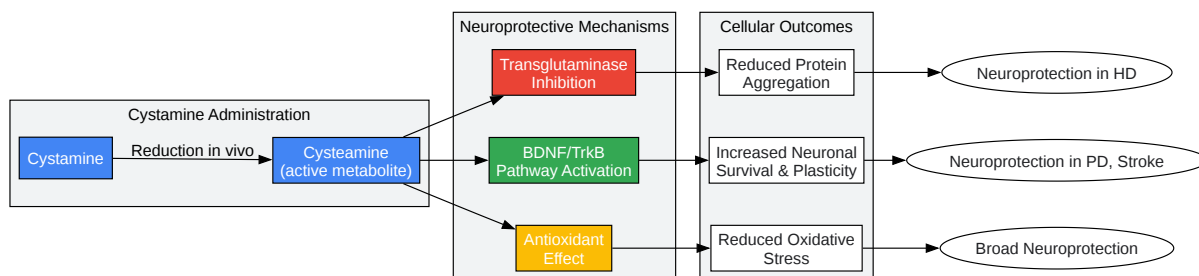 Neuroprotective Mechanisms
Cellular Outcomes
Transglutaminase
Inhibition
Reduced Protein
Aggregation
Neuroprotection in HD
Cystamine Administration
Cystamine
Reduction in vivo
Cysteamine
(active metabolite)
BDNF/TrkB
Pathway Activation
Increased Neuronal
Survival & Plasticity
Neuroprotection in PD, Stroke
Antioxidant
Effect
Reduced Oxidative
Stress
Broad Neuroprotection